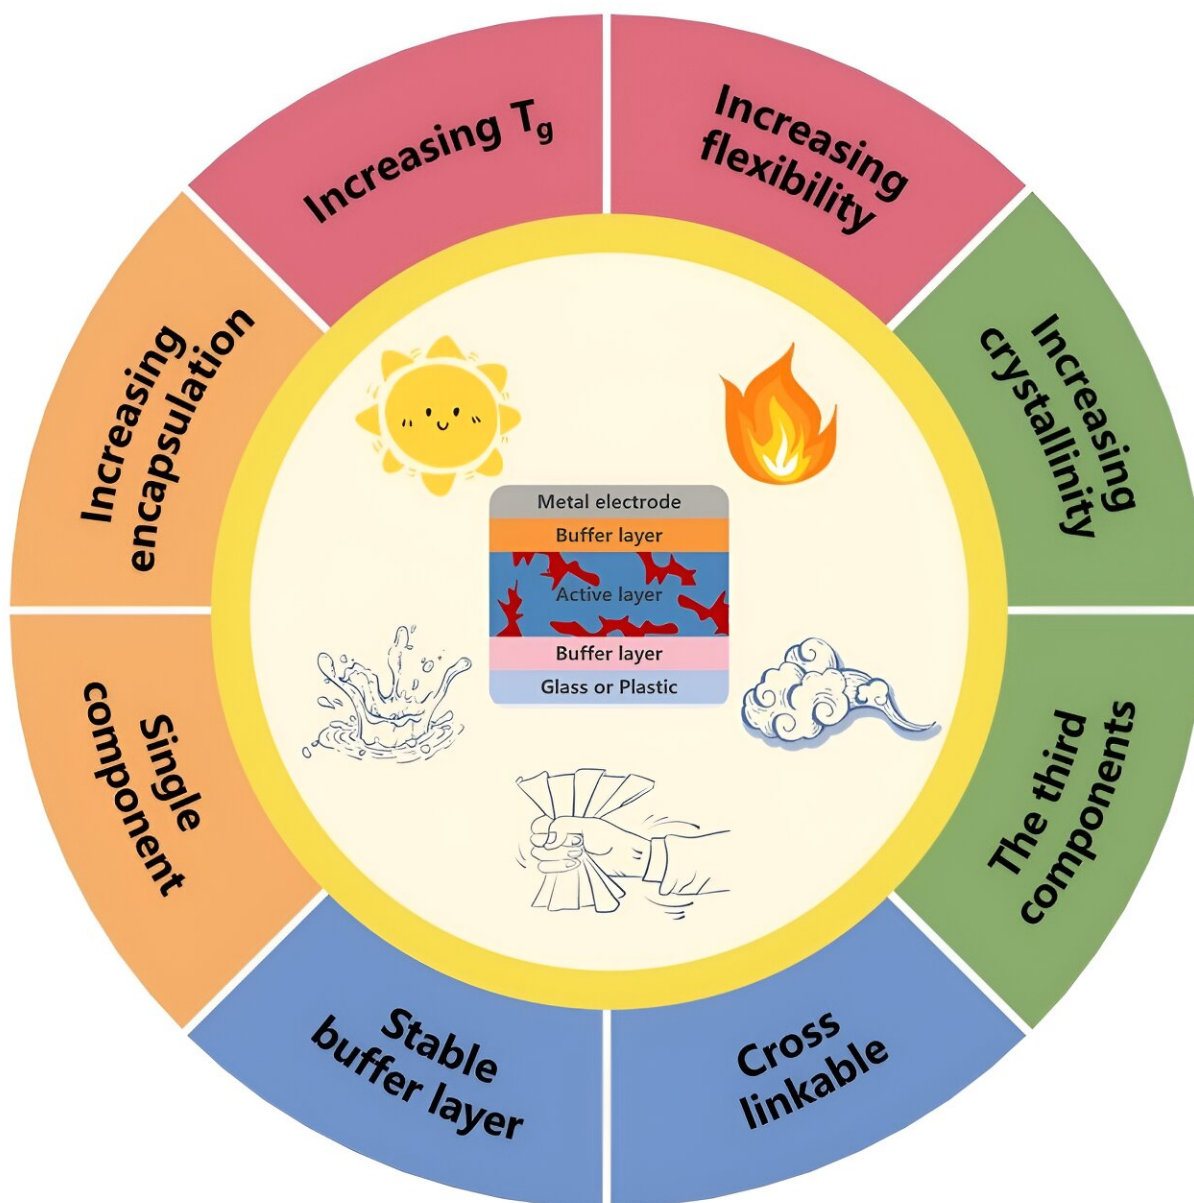 Increasing Tg
Increasing
flexibility
Increasing
crystallinity
The third
components
Cross
linkable
Stable
buffer layer
Single
component
Increasing
encapsulation
Metal electrode
Buffer layer
Active layer
Buffer layer
Glass or Plastic